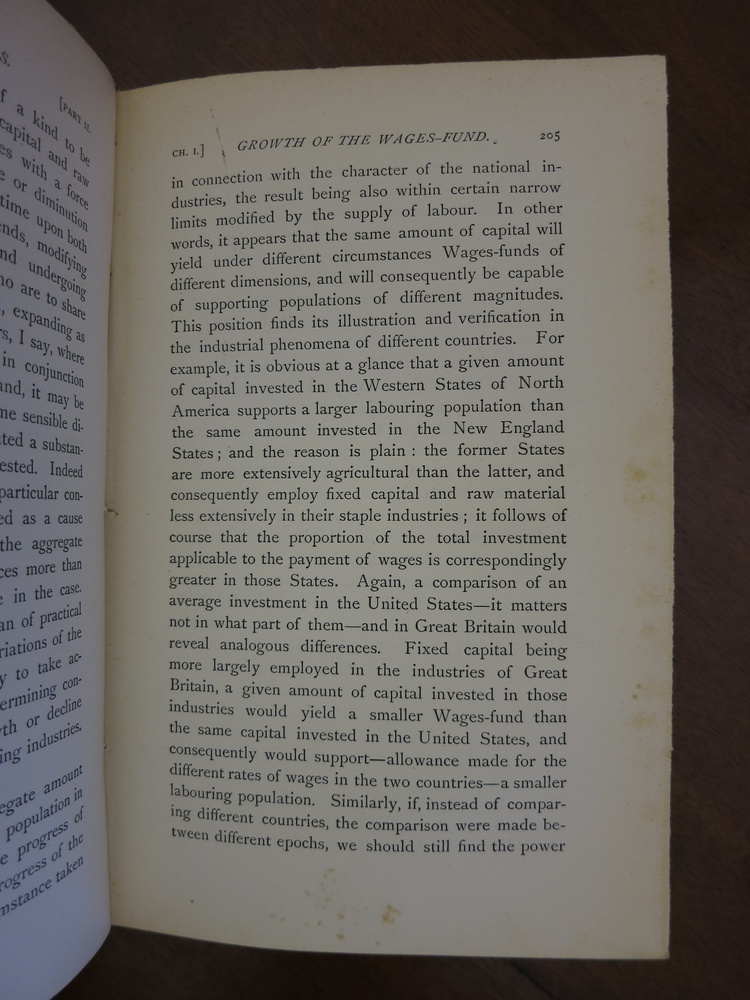 S.
[PART II.
f a kind to be
capital and raw
es with a force
e or diminution
time upon both
ends, modifying
nd undergoing
ho are to share
, expanding as
rs, I say, where
in conjunction
and, it may be
me sensible di-
ted a substan-
ested. Indeed
particular con-
ed as a cause
the aggregate
ces more than
e in the case.
an of practical
riations of the
y to take ac-
ermining con-
th or decline
ing industries.
egate amount
population in
e progress of
rogress of the
mstance taken
CH. I.] GROWTH OF THE WAGES-FUND. 205
in connection with the character of the national in-
dustries, the result being also within certain narrow
limits modified by the supply of labour. In other
words, it appears that the same amount of capital will
yield under different circumstances Wages-funds of
different dimensions, and will consequently be capable
of supporting populations of different magnitudes.
This position finds its illustration and verification in
the industrial phenomena of different countries. For
example, it is obvious at a glance that a given amount
of capital invested in the Western States of North
America supports a larger labouring population than
the same amount invested in the New England
States; and the reason is plain: the former States
are more extensively agricultural than the latter, and
consequently employ fixed capital and raw material
less extensively in their staple industries; it follows of
course that the proportion of the total investment
applicable to the payment of wages is correspondingly
greater in those States. Again, a comparison of an
average investment in the United States—it matters
not in what part of them—and in Great Britain would
reveal analogous differences. Fixed capital being
more largely employed in the industries of Great
Britain, a given amount of capital invested in those
industries would yield a smaller Wages-fund than
the same capital invested in the United States, and
consequently would support—allowance made for the
different rates of wages in the two countries—a smaller
labouring population. Similarly, if, instead of compar-
ing different countries, the comparison were made be-
tween different epochs, we should still find the power